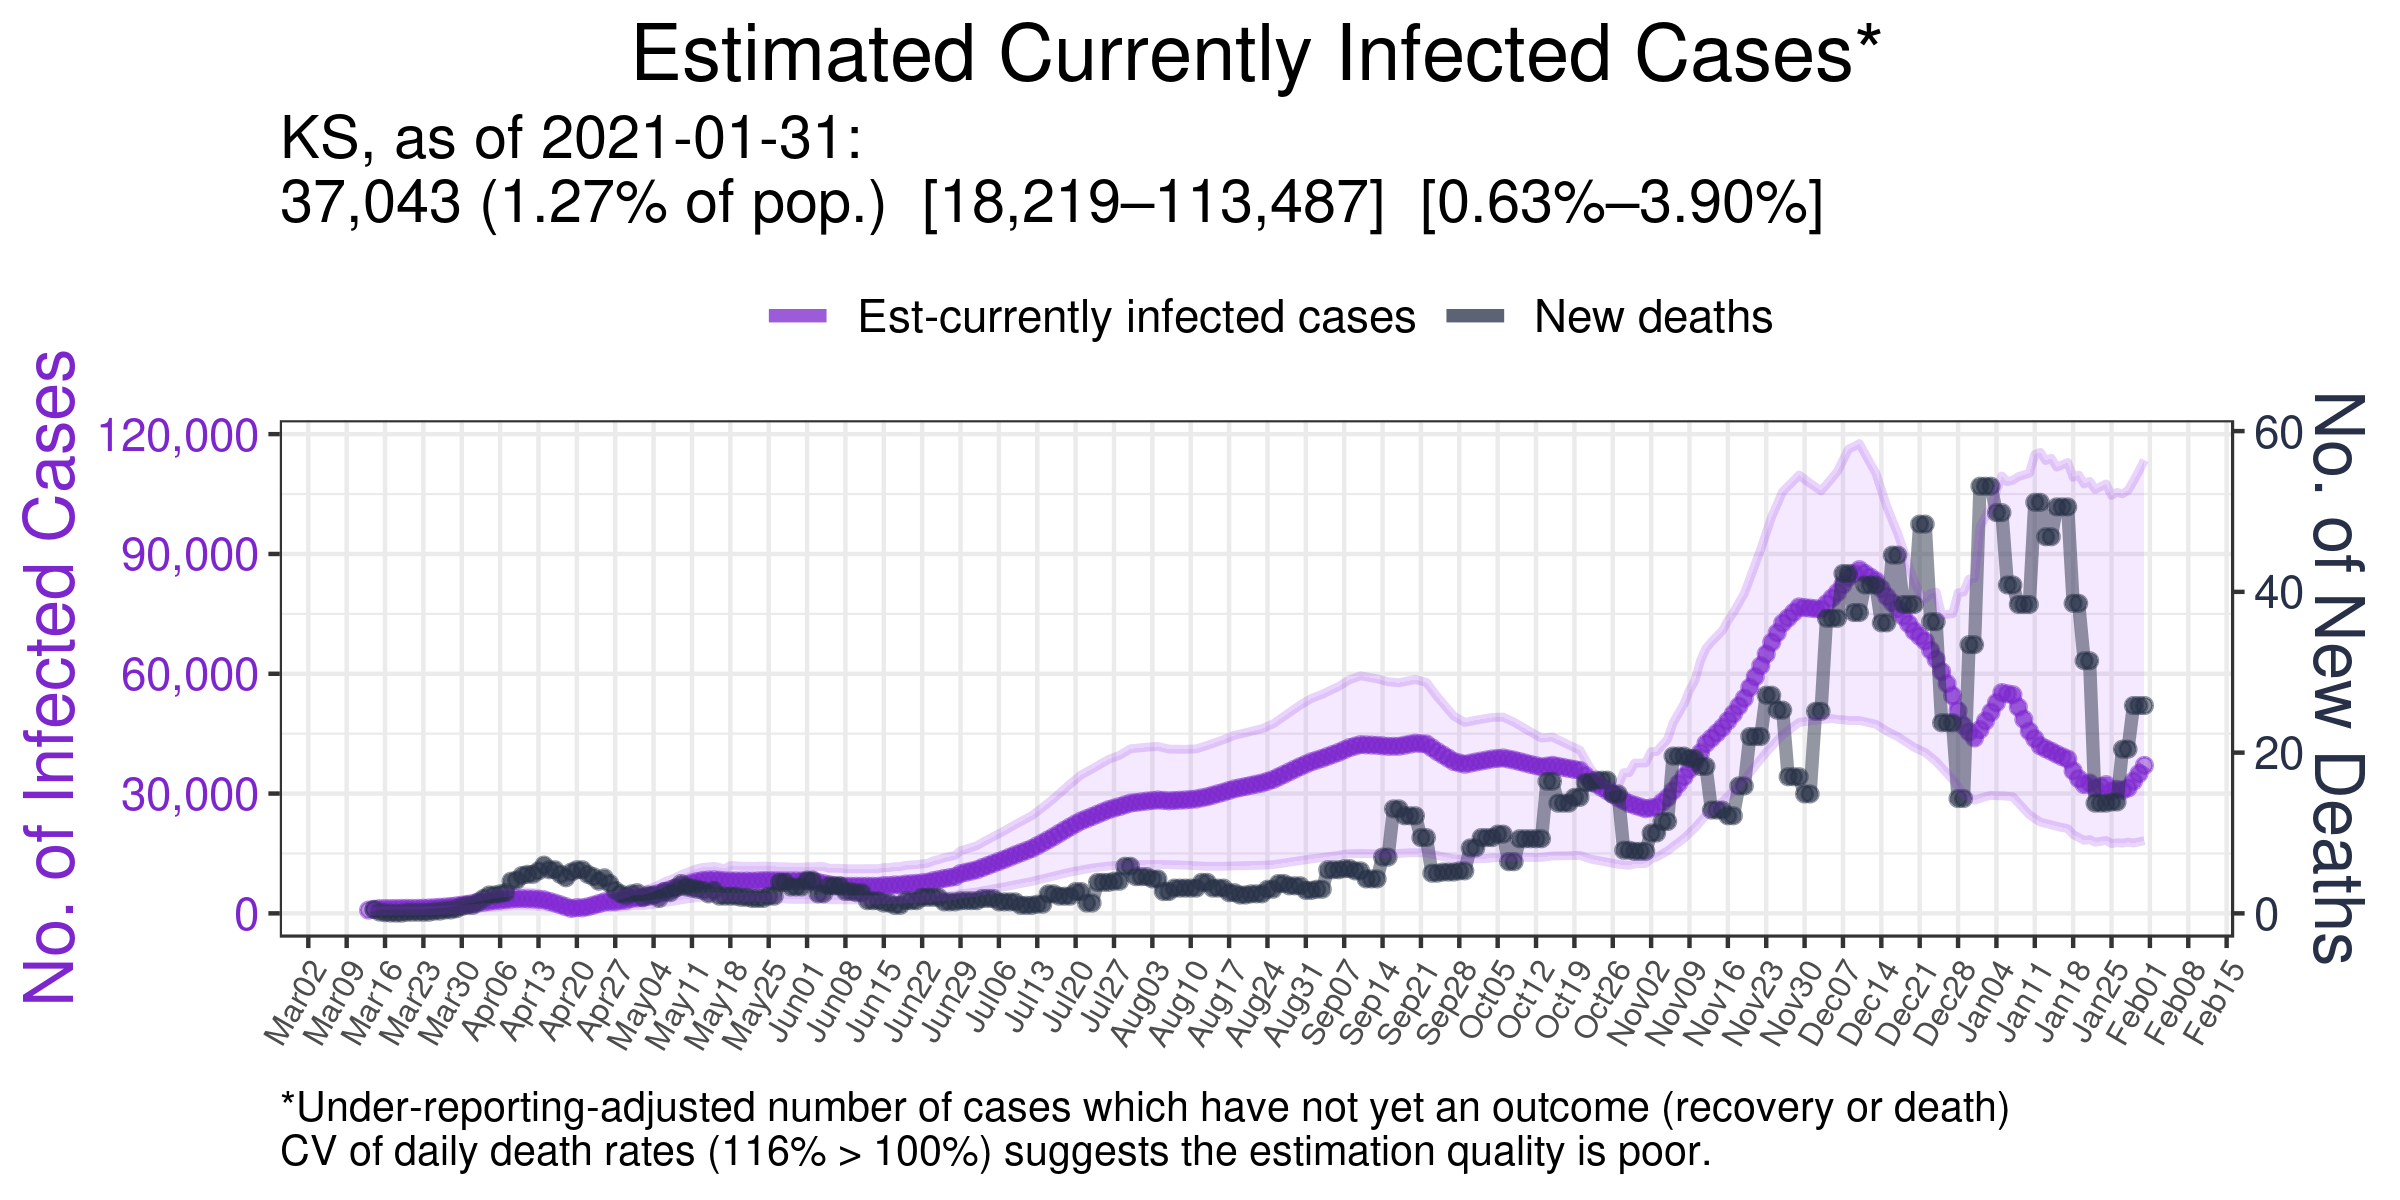 Estimated Currently Infected Cases*
KS, as of 2021-01-31:
37,043 (1.27% of pop.) [18,219–113,487] [0.63%–3.90%]
Est-currently infected cases New deaths
No. of Infected Cases
120,000
90,000
60,000
30,000
0
60
40
20
0
No. of New Deaths
Mar02 Mar09 Mar16 Mar23 Mar30 Apr06 Apr13 Apr20 Apr27 May04 May11 May18 May25 Jun01 Jun08 Jun15 Jun22 Jun29 Jul06 Jul13 Jul20 Jul27 Aug03 Aug10 Aug17 Aug24 Aug31 Sep07 Sep14 Sep21 Sep28 Oct05 Oct12 Oct19 Oct26 Nov02 Nov09 Nov16 Nov23 Nov30 Dec07 Dec14 Dec21 Dec28 Jan04 Jan11 Jan18 Jan25 Feb01 Feb08 Feb15
*Under-reporting-adjusted number of cases which have not yet an outcome (recovery or death)
CV of daily death rates (116% > 100%) suggests the estimation quality is poor.